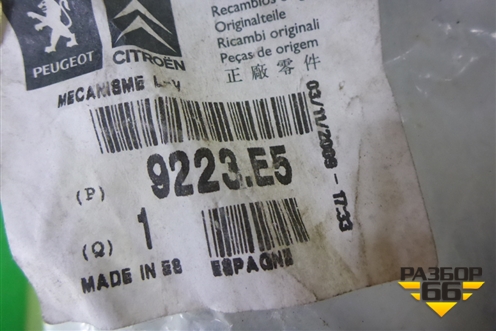 PEUGEOT
CITROËN
Originalteile
Ricambi originali
Peças de origem
正廠零件
MECANISME
(P) 9223.E5
(Q) 1
MADE IN ES
ESPAGNE
03/11/2009 - 17:33
РАЗБОР
66